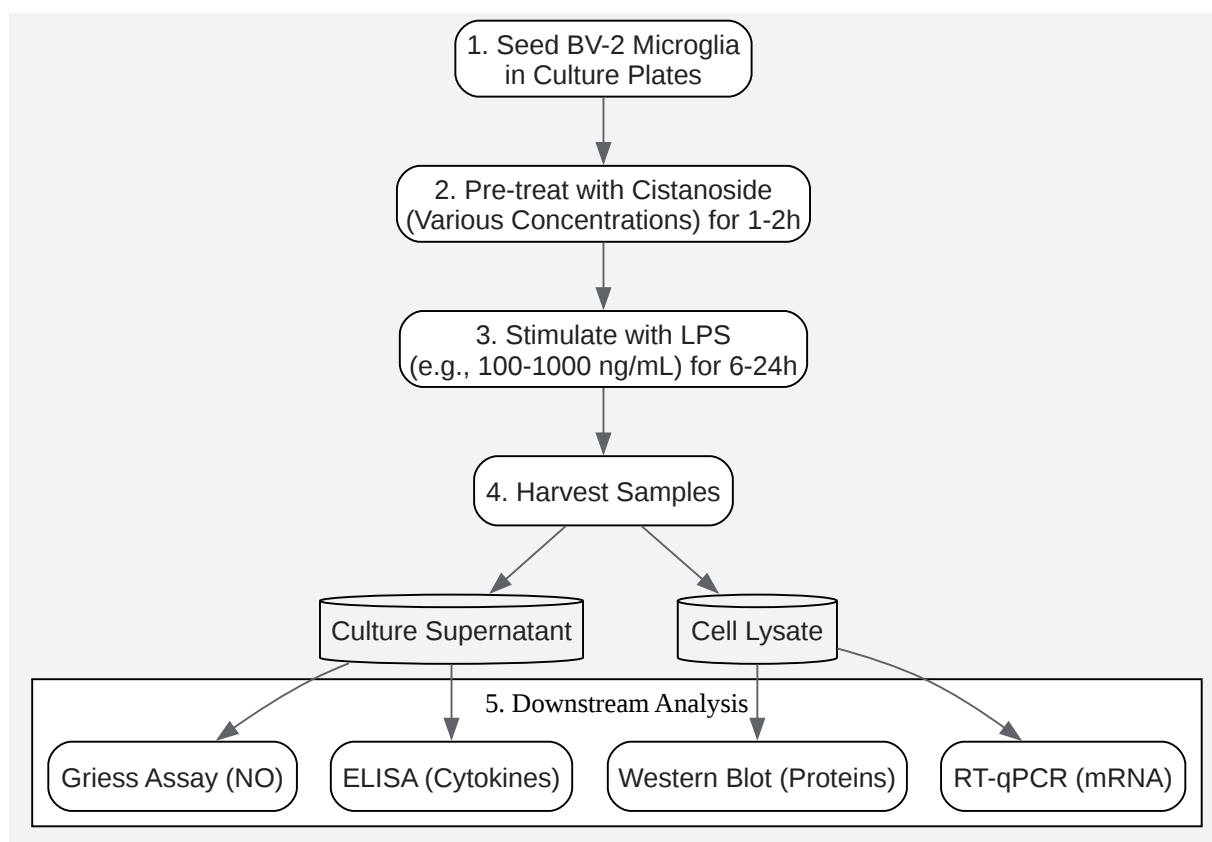 1. Seed BV-2 Microglia
in Culture Plates
2. Pre-treat with Cistanoside
(Various Concentrations) for 1-2h
3. Stimulate with LPS
(e.g., 100-1000 ng/mL) for 6-24h
4. Harvest Samples
Culture Supernatant
Cell Lysate
5. Downstream Analysis
Griess Assay (NO)
ELISA (Cytokines)
Western Blot (Proteins)
RT-qPCR (mRNA)